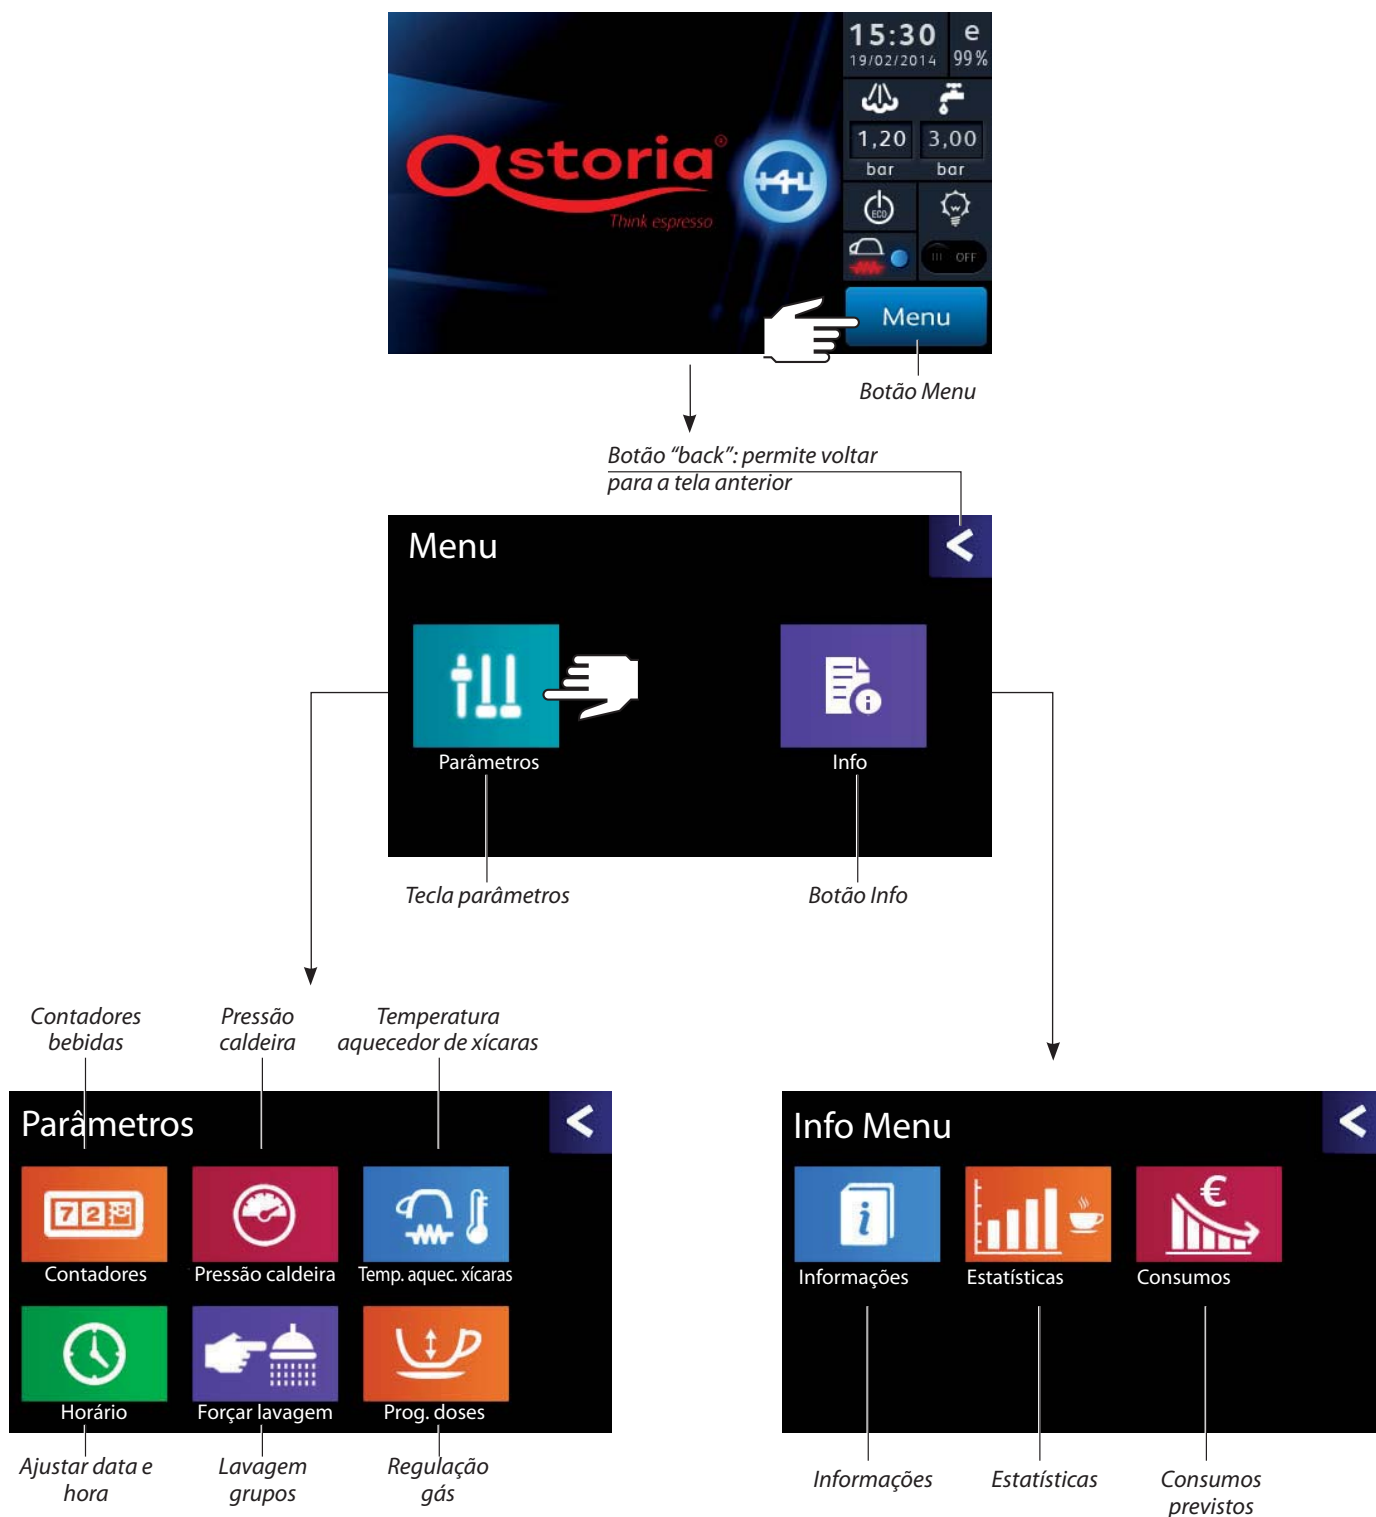 15:30
e
19/02/2014
99%
astoria®
Think espresso
+4U
1,20
3,00
bar
bar
ECO
OFF
Menu
Botão Menu
Botão “back”: permite voltar
para a tela anterior
Menu
<
Parâmetros
Info
Tecla parâmetros
Botão Info
Contadores
bebidas
Pressão
caldeira
Temperatura
aquecedor de xícaras
Parâmetros
<
72
Contadores
Pressão caldeira
Temp. aquec. xícaras
Horário
Forçar lavagem
Prog. doses
Ajustar data e
hora
Lavagem
grupos
Regulação
gás
Info Menu
<
i
€
Informações
Estatísticas
Consumos
Informações
Estatísticas
Consumos
previstos